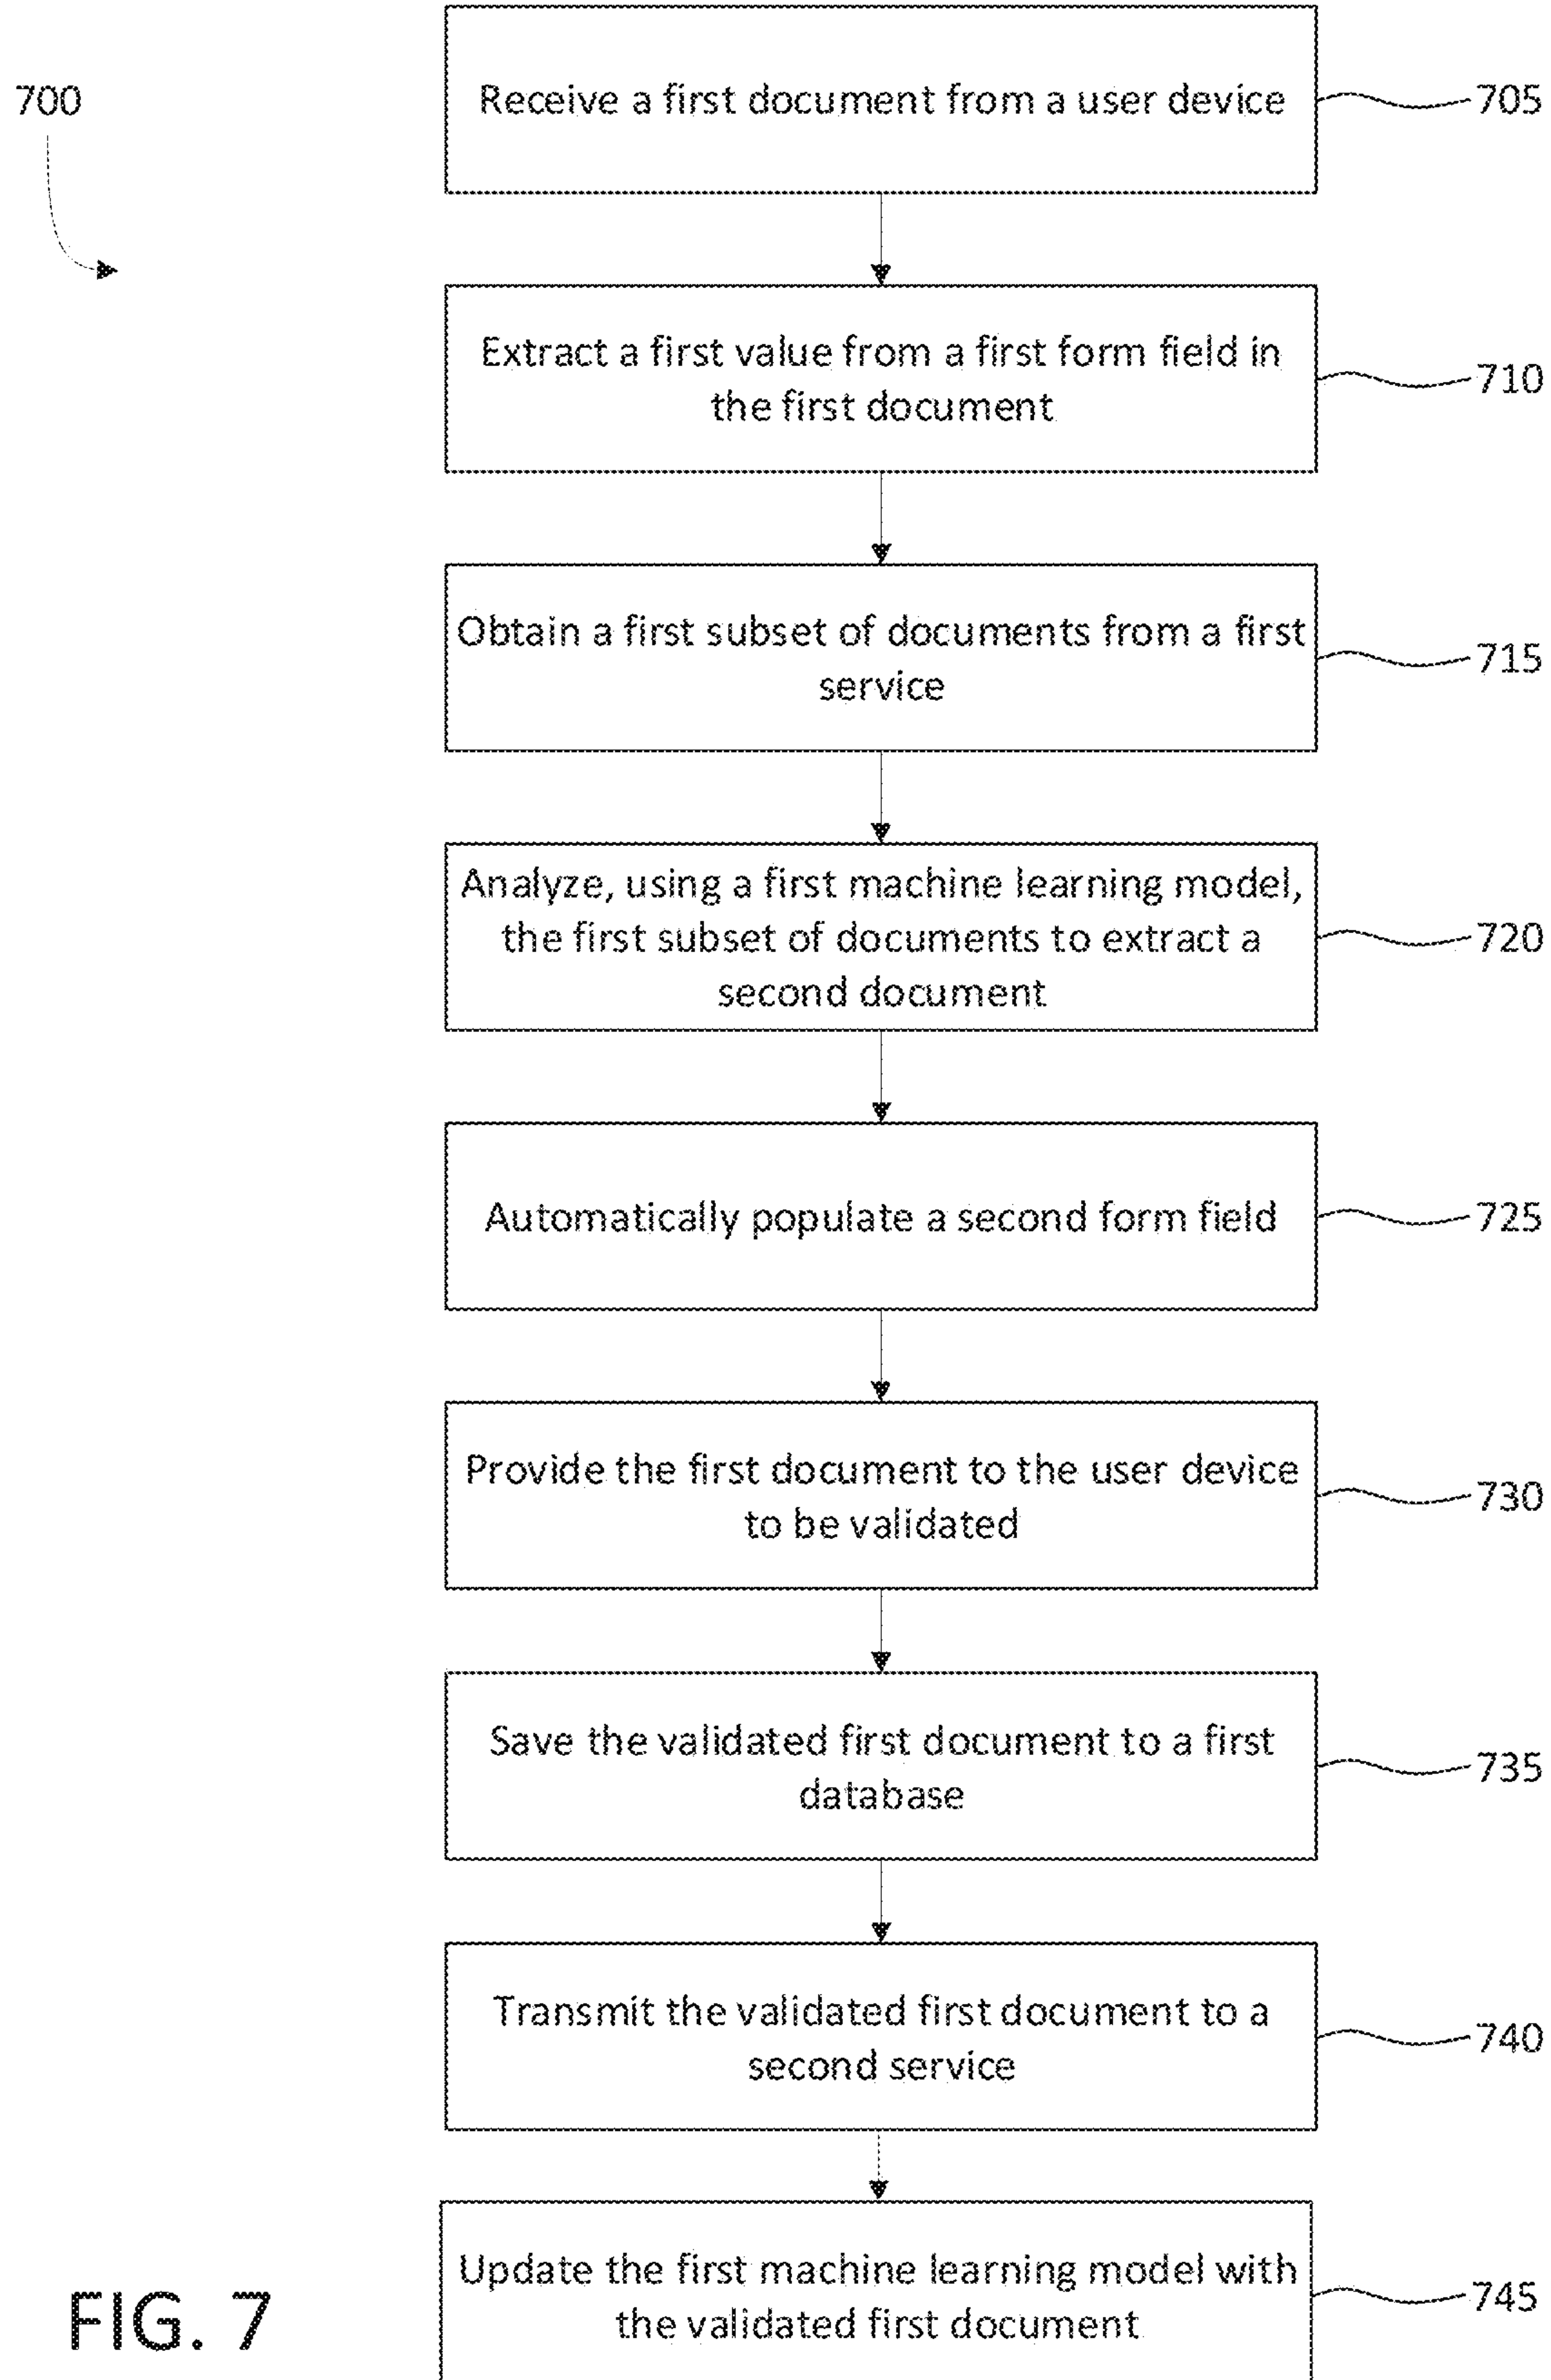 700
Receive a first document from a user device
705
Extract a first value from a first form field in
the first document
710
Obtain a first subset of documents from a first
service
715
Analyze, using a first machine learning model,
the first subset of documents to extract a
second document
720
Automatically populate a second form field
725
Provide the first document to the user device
to be validated
730
Save the validated first document to a first
database
735
Transmit the validated first document to a
second service
740
Update the first machine learning model with
the validated first document
745
FIG. 7